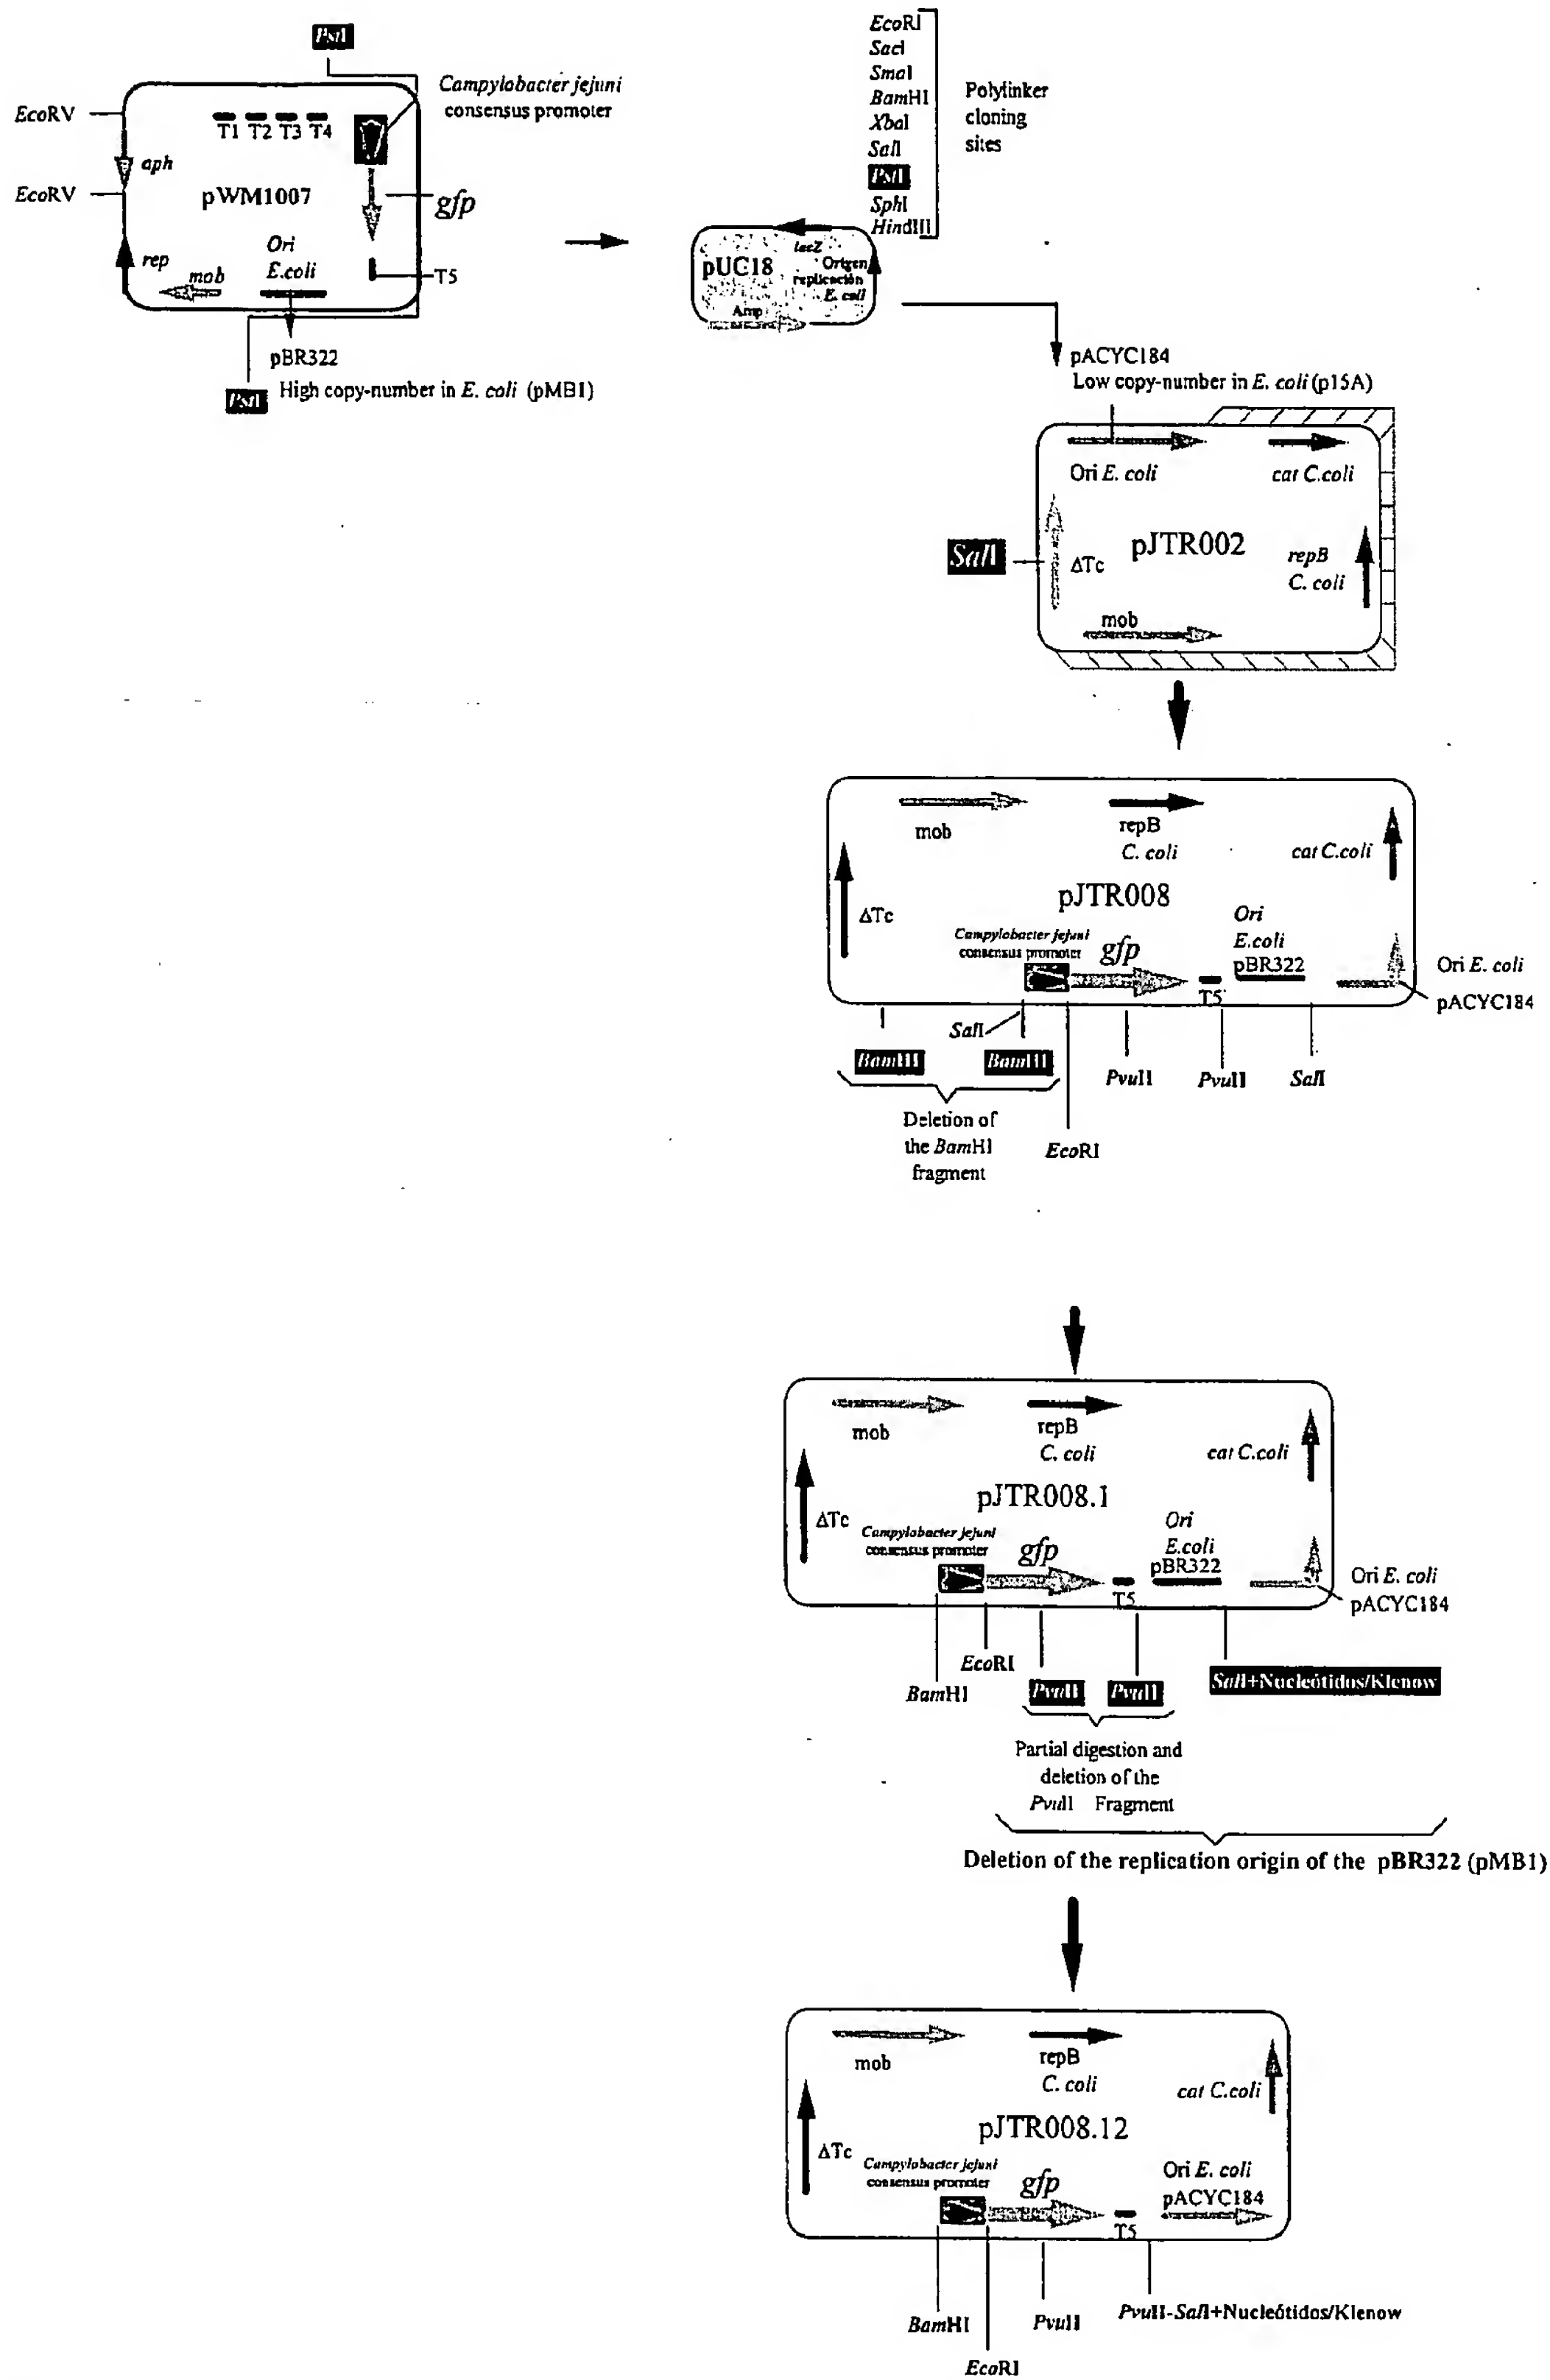 PstI
Campylobacter jejuni
consensus promoter
EcoRV
T1 T2 T3 T4
aph
EcoRV
pWM1007
gfp
Ori
E.coli
rep
mob
T5
pBR322
PstI
High copy-number in E. coli (pMB1)
EcoRI
SacI
SmaI
BamHI
XbaI
SalI
PstI
SphI
HindIII
Polylinker
cloning
sites
lacZ
pUC18
Origen
replicación
E. coli
Amp
pACYC184
Low copy-number in E. coli (p15A)
Ori E. coli
cat C.coli
SalI
ΔTc
pJTR002
repB
C. coli
mob
mob
repB
C. coli
cat C.coli
pJTR008
ΔTc
Campylobacter jejuni
consensus promoter
gfp
Ori
E.coli
pBR322
T5
Ori E. coli
pACYC184
SalI
BamHI
BamHI
PvuII
PvuII
SalI
Deletion of
the BamHI
fragment
EcoRI
mob
repB
C. coli
cat C.coli
pJTR008.1
ΔTc
Campylobacter jejuni
consensus promoter
gfp
Ori
E.coli
pBR322
T5
Ori E. coli
pACYC184
EcoRI
BamHI
PvuII
PvuII
SalI+Nucleótidos/Klenow
Partial digestion and
deletion of the
PvuII Fragment
Deletion of the replication origin of the pBR322 (pMB1)
mob
repB
C. coli
cat C.coli
pJTR008.12
ΔTc
Campylobacter jejuni
consensus promoter
gfp
Ori E. coli
pACYC184
T5
BamHI
PvuII
PvuII-SalI+Nucleótidos/Klenow
EcoRI